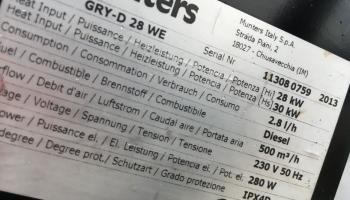 nters
Munters Italy S.p.A.
Strada Piani, 2
18027 - Chiusavecchia (IM)
GRY-D 28 WE
Serial Nr 11308 0759 2013
Heat Input / Puissance / Heizleistung / Potencia / Potenza [Hi] 28 kW
Heat Input / Puissance / Heizleistung / Potencia / Potenza [Hs] 30 kW
Consumption / Consommation / Verbrauch / Consumo 2.8 l/h
uel / Combustible / Brennstoff / Combustibile Diesel
rflow / Debit d'air / Luftstrom / Caudal aire / Portata aria 500 m³/h
tage / Voltage / Spannung / Tension / Tensione 230 V 50 Hz
ower / Puissance el. / El. Leistung / Potencia el. / Pot. el. 280 W
degree / Degree prot./ Schutzart / Grado protezione IPX4D